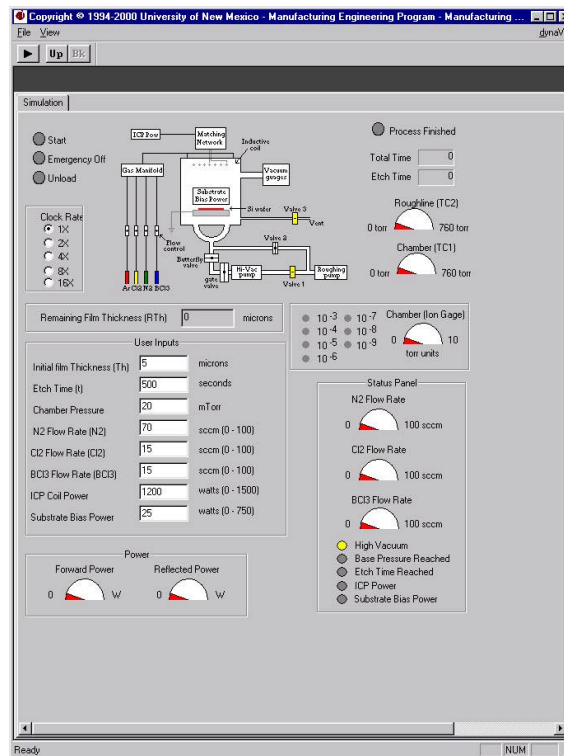 Copyright © 1994-2000 University of New Mexico - Manufacturing Engineering Program - Manufacturing ...
File View dynaV
Up Bk
Simulation
Start
Emergency Off
Unload
ICP Pow
Matching Network
Inductive coil
Gas Manifold
Vacuum guages
Substrate Bias Power
Si wafer
Valve 3
Vent
Flow control
Valve 2
Butterfly valve
gate valve
Hi-Vac pump
Valve 1
Roughing pump
Ar Cl2 N2 BCl3
Clock Rate
1X
2X
4X
8X
16X
Process Finished
Total Time 0
Etch Time 0
Roughline (TC2)
0 torr 760 torr
Chamber (TC1)
0 torr 760 torr
Remaining Film Thickness (RTh) 0 microns
10 -3 10 -7
10 -4 10 -8
10 -5 10 -9
10 -6
Chamber (Ion Gage)
0 10
torr units
User Inputs
Initial film Thickness (Th) 5 microns
Etch Time (t) 500 seconds
Chamber Pressure 20 mTorr
N2 Flow Rate (N2) 70 sccm (0 - 100)
Cl2 Flow Rate (Cl2) 15 sccm (0 - 100)
BCl3 Flow Rate (BCl3) 15 sccm (0 - 100)
ICP Coil Power 1200 watts (0 - 1500)
Substrate Bias Power 25 watts (0 - 750)
Status Panel
N2 Flow Rate
0 100 sccm
Cl2 Flow Rate
0 100 sccm
BCl3 Flow Rate
0 100 sccm
High Vacuum
Base Pressure Reached
Etch Time Reached
ICP Power
Substrate Bias Power
Power
Forward Power Reflected Power
0 W 0 W
Ready NUM